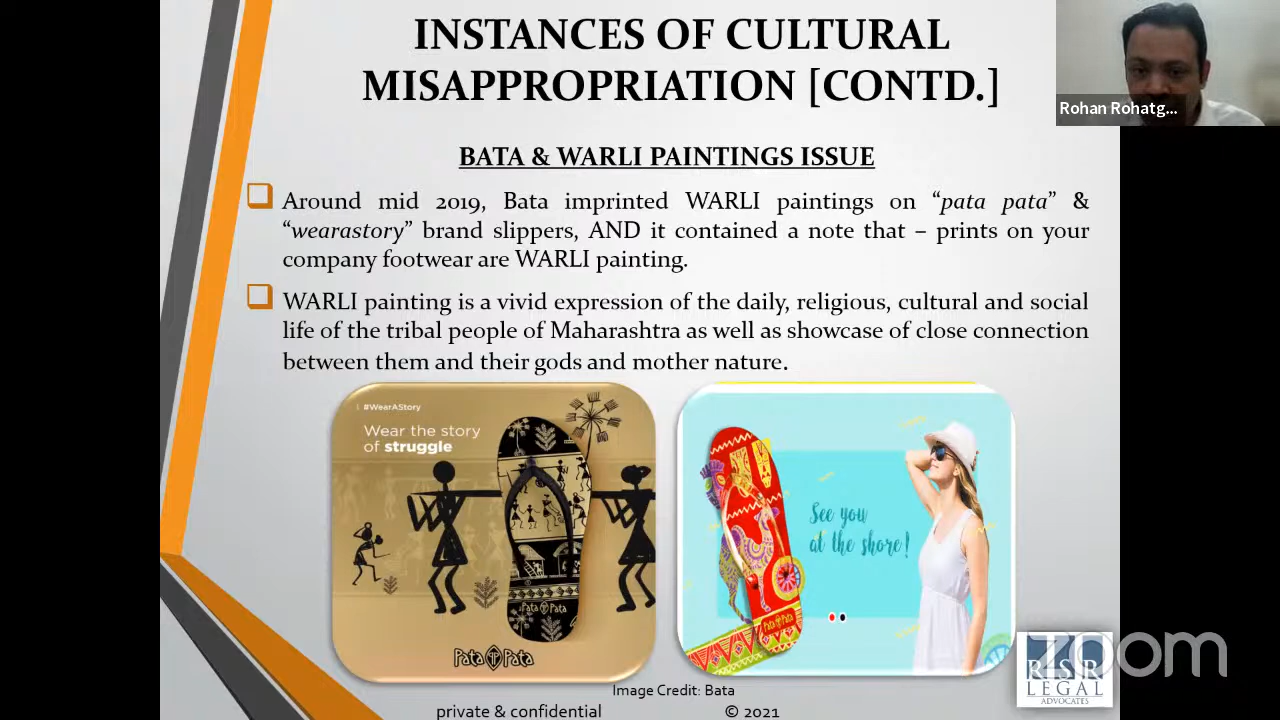 INSTANCES OF CULTURAL
MISAPPROPRIATION [CONTD.]
Rohan Rohatg...
BATA & WARLI PAINTINGS ISSUE
Around mid 2019, Bata imprinted WARLI paintings on “pata pata” &
“wearastory” brand slippers, AND it contained a note that – prints on your
company footwear are WARLI painting.
WARLI painting is a vivid expression of the daily, religious, cultural and social
life of the tribal people of Maharashtra as well as showcase of close connection
between them and their gods and mother nature.
#WearAStory
Wear the story
of struggle
Pata Pata
Pata Pata
See you
at the shore!
Pata Pata
zoom
RSR
LEGAL
ADVOCATES
Image Credit: Bata
private & confidential
© 2021